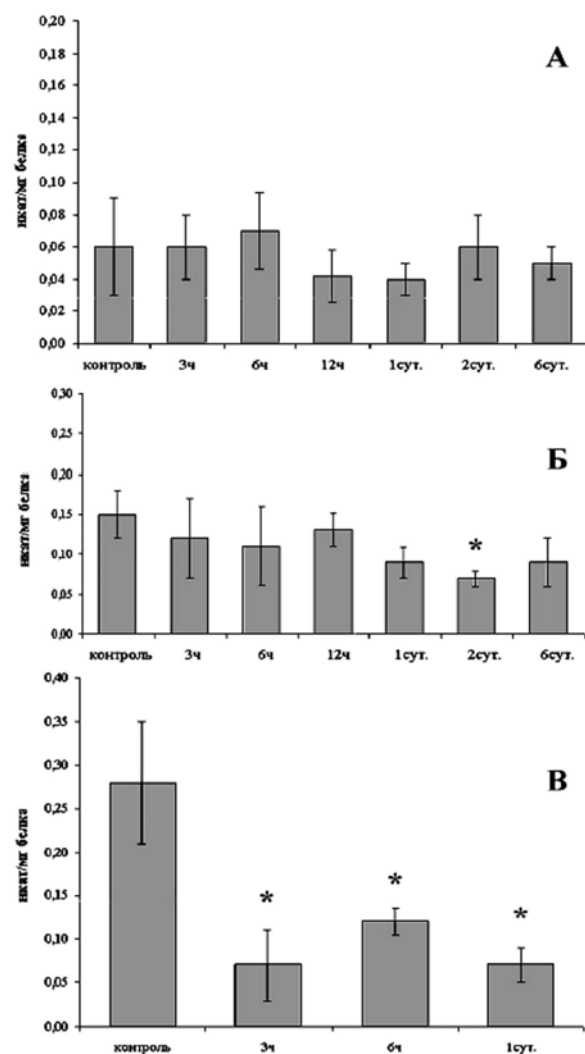 А
нкат/мг белка
0,20
0,18
0,16
0,14
0,12
0,10
0,08
0,06
0,04
0,02
0,00
контроль 3ч 6ч 12ч 1сут. 2сут. 6сут.
Б
нкат/мг белка
0,30
0,25
0,20
0,15
0,10
0,05
0,00
*
контроль 3ч 6ч 12ч 1сут. 2сут. 6сут.
В
нкат/мг белка
0,40
0,35
0,30
0,25
0,20
0,15
0,10
0,05
0,00
* * *
контроль 3ч 6ч 1сут.